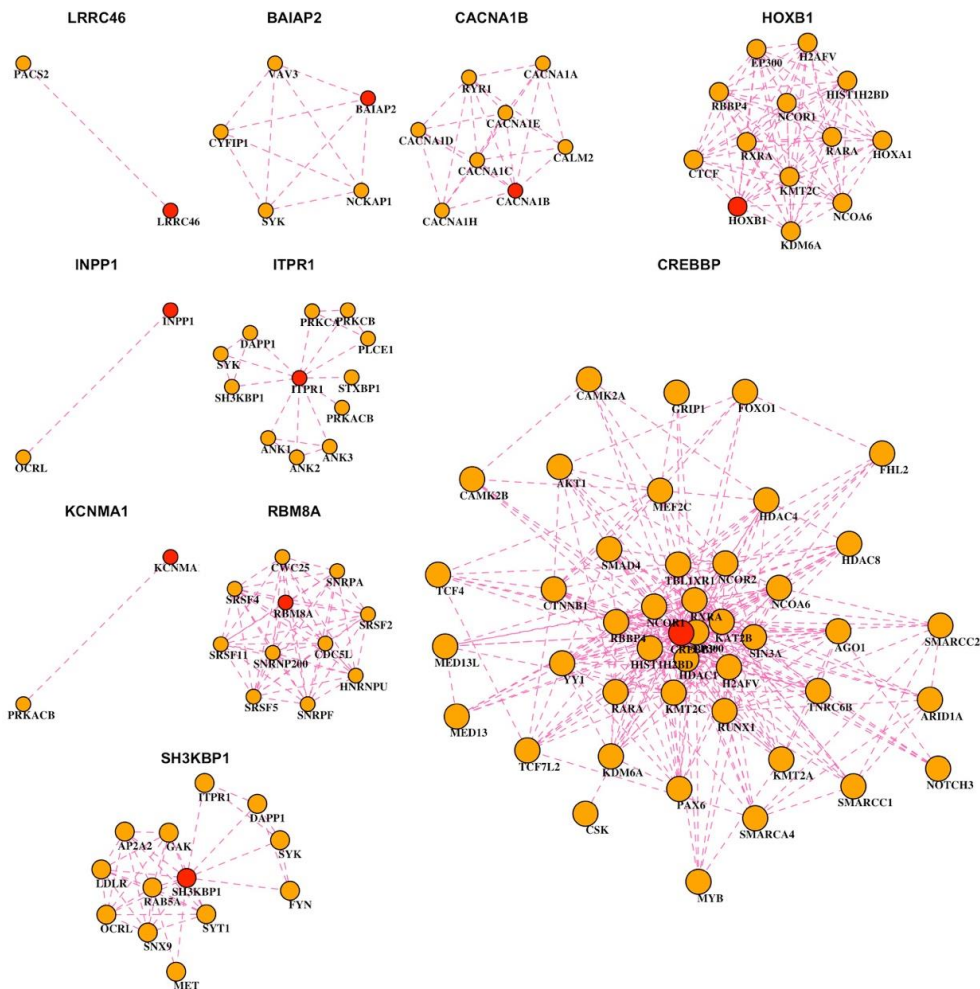 LRRC46
PACS2
LRRC46
BAIAP2
VAV3
BAIAP2
CYFIP1
NCKAP1
SYK
CACNA1B
CACNA1A
RYR1
CACNA1E
CACNA1D
CALM2
CACNA1C
CACNA1B
CACNA1H
HOXB1
H2AFV
EP300
HIST1H2BD
RBBP4
NCOR1
RARA
HOXA1
RXRA
CTCF
KMT2C
NCOA6
HOXB1
KDM6A
INPP1
INPP1
OCRL
ITPR1
PRKCA
PRKCB
DAPP1
PLCE1
SYK
ITPR1
STXBP1
SH3KBP1
PRKACB
ANK1
ANK3
ANK2
CREBBP
CAMK2A
GRIP1
FOXO1
FHL2
AKT1
CAMK2B
MEF2C
HDAC4
HDAC8
SMAD4
TBL1XR1
NCOR2
TCF4
CTNNB1
NCOA6
RXRA
NCOR1
RBBP4
KAT2B
SMARCC2
AGO1
SIN3A
EP300
HIST1H2BD
HDAC1
MED13L
YY1
H2AFV
RARA
KMT2C
TNRC6B
ARID1A
RUNX1
MED13
TCF7L2
KDM6A
KMT2A
NOTCH3
PAX6
SMARCC1
CSK
SMARCA4
MYB
KCNMA1
KCNMA
PRKACB
RBM8A
CWC25
SNRPA
SRSF4
RBM8A
SRSF2
SRSF11
CDC5L
SNRNP200
HNRNPU
SRSF5
SNRPF
SH3KBP1
ITPR1
DAPP1
AP2A2
GAK
SYK
LDLR
SH3KBP1
RAB5A
FYN
OCRL
SYT1
SNX9
MET